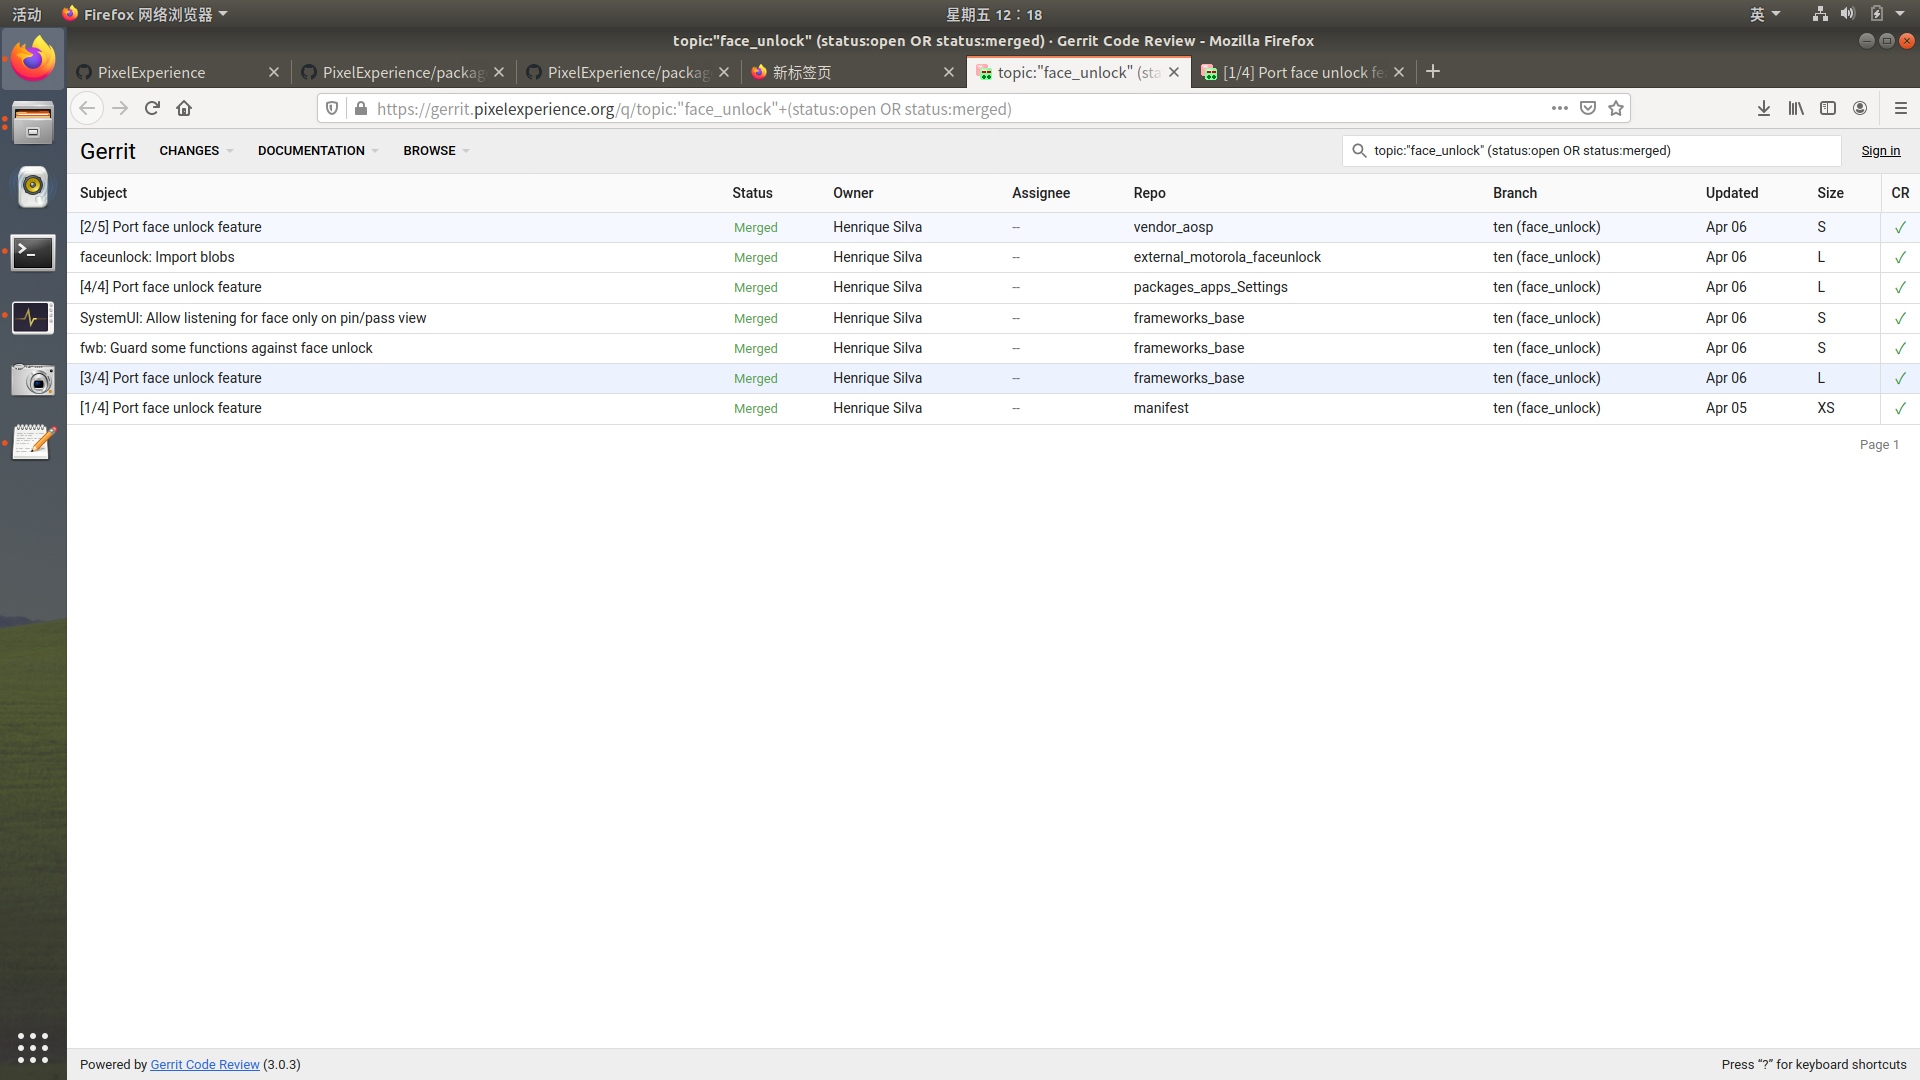 活动 Firefox 网络浏览器 星期五 12：18 英
topic:"face_unlock" (status:open OR status:merged) · Gerrit Code Review - Mozilla Firefox
PixelExperience PixelExperience/packag PixelExperience/packag 新标签页 topic:"face_unlock" (sta [1/4] Port face unlock fe
https://gerrit.pixelexperience.org/q/topic:"face_unlock"+(status:open OR status:merged)
Gerrit CHANGES DOCUMENTATION BROWSE topic:"face_unlock" (status:open OR status:merged) Sign in
Subject Status Owner Assignee Repo Branch Updated Size CR
[2/5] Port face unlock feature Merged Henrique Silva -- vendor_aosp ten (face_unlock) Apr 06 S ✓
faceunlock: Import blobs Merged Henrique Silva -- external_motorola_faceunlock ten (face_unlock) Apr 06 L ✓
[4/4] Port face unlock feature Merged Henrique Silva -- packages_apps_Settings ten (face_unlock) Apr 06 L ✓
SystemUI: Allow listening for face only on pin/pass view Merged Henrique Silva -- frameworks_base ten (face_unlock) Apr 06 S ✓
fwb: Guard some functions against face unlock Merged Henrique Silva -- frameworks_base ten (face_unlock) Apr 06 S ✓
[3/4] Port face unlock feature Merged Henrique Silva -- frameworks_base ten (face_unlock) Apr 06 L ✓
[1/4] Port face unlock feature Merged Henrique Silva -- manifest ten (face_unlock) Apr 05 XS ✓
Page 1
Powered by Gerrit Code Review (3.0.3) Press “?” for keyboard shortcuts